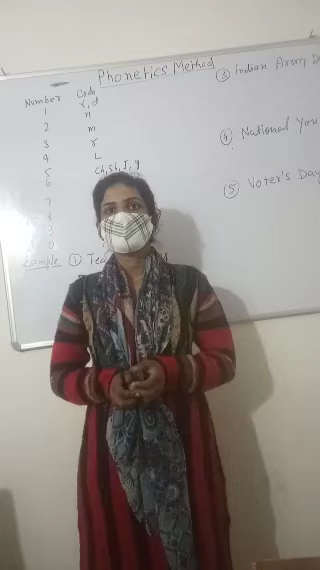 Phonetics Method
Number Code
1 t, d
2 n
3 m
4 r
5 L
6 Ch, Sh, J, g
7
8
9
0
Example ① Tea
③ Indian Army D
④ National You
⑤ Voter's Day